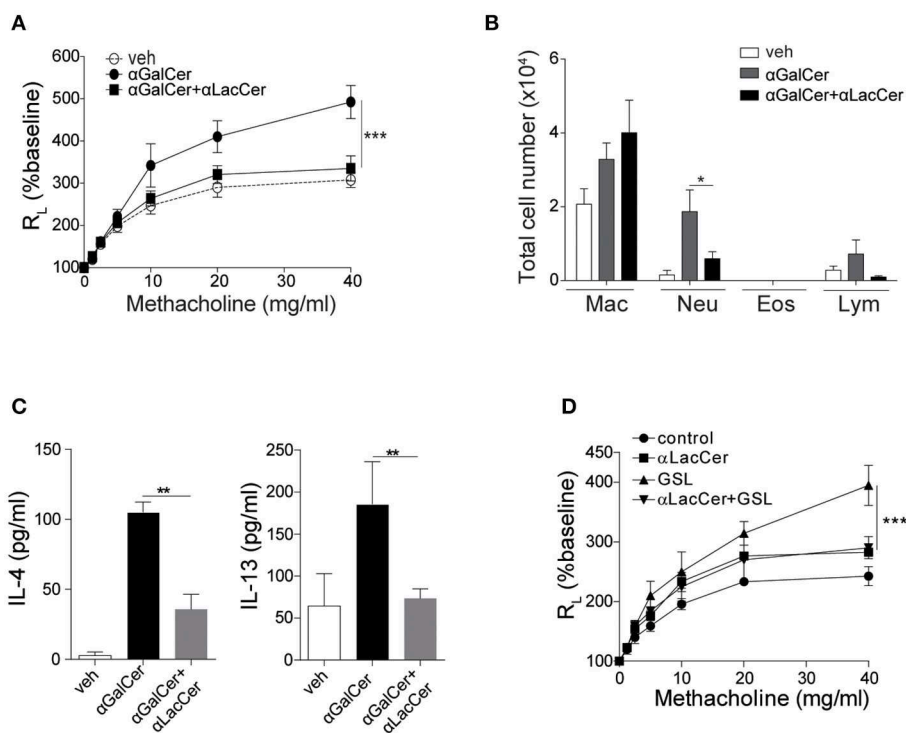 A
R_L (%baseline)
600
500
400
300
200
100
veh
αGalCer
αGalCer+αLacCer
***
0
10
20
30
40
Methacholine (mg/ml)
B
Total cell number (x10⁴)
6
4
2
0
veh
αGalCer
αGalCer+αLacCer
*
Mac
Neu
Eos
Lym
C
IL-4 (pg/ml)
150
100
50
0
**
veh
αGalCer
αGalCer+
αLacCer
IL-13 (pg/ml)
250
200
150
100
50
0
**
veh
αGalCer
αGalCer+
αLacCer
D
control
αLacCer
GSL
αLacCer+GSL
R_L (%baseline)
450
400
300
200
100
***
0
10
20
30
40
Methacholine (mg/ml)